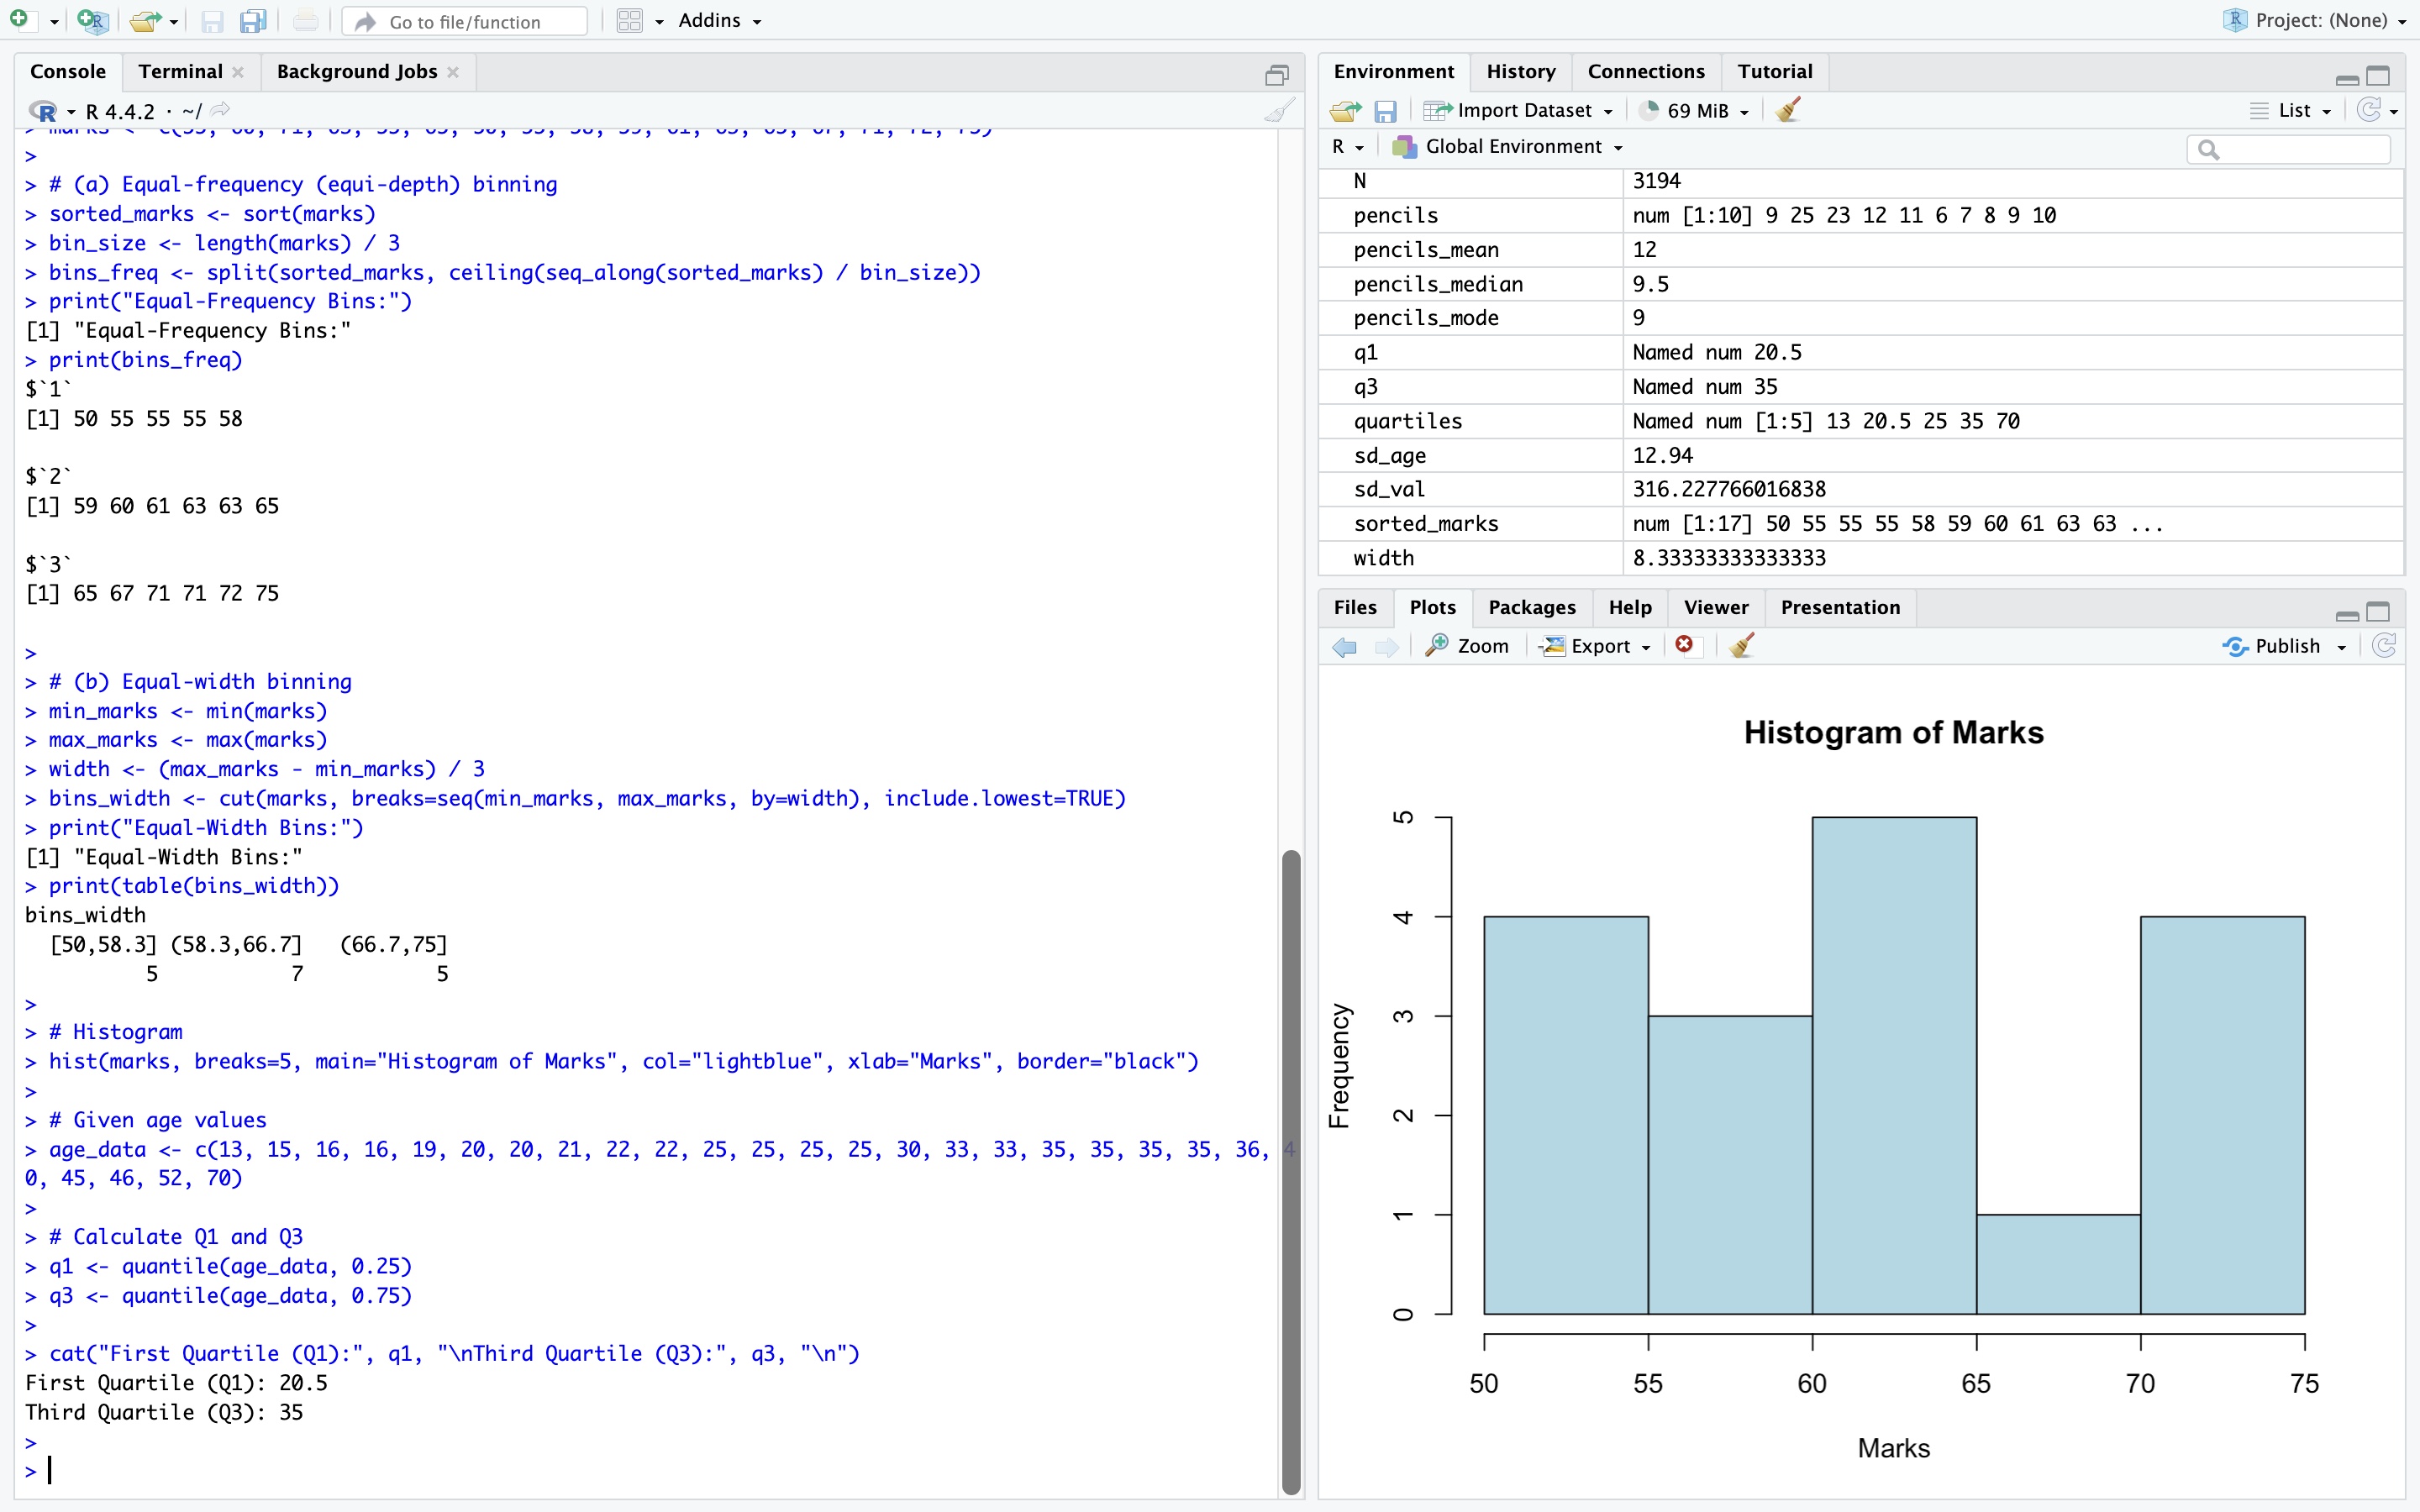 Go to file/function
Addins
Project: (None)
Console Terminal Background Jobs
R 4.4.2 · ~/
>
> # (a) Equal-frequency (equi-depth) binning
> sorted_marks <- sort(marks)
> bin_size <- length(marks) / 3
> bins_freq <- split(sorted_marks, ceiling(seq_along(sorted_marks) / bin_size))
> print("Equal-Frequency Bins:")
[1] "Equal-Frequency Bins:"
> print(bins_freq)
$`1`
[1] 50 55 55 55 58
$`2`
[1] 59 60 61 63 63 65
$`3`
[1] 65 67 71 71 72 75
>
> # (b) Equal-width binning
> min_marks <- min(marks)
> max_marks <- max(marks)
> width <- (max_marks - min_marks) / 3
> bins_width <- cut(marks, breaks=seq(min_marks, max_marks, by=width), include.lowest=TRUE)
> print("Equal-Width Bins:")
[1] "Equal-Width Bins:"
> print(table(bins_width))
bins_width
[50,58.3] (58.3,66.7] (66.7,75]
5 7 5
>
> # Histogram
> hist(marks, breaks=5, main="Histogram of Marks", col="lightblue", xlab="Marks", border="black")
>
> # Given age values
> age_data <- c(13, 15, 16, 16, 19, 20, 20, 21, 22, 22, 25, 25, 25, 25, 30, 33, 33, 35, 35, 35, 35, 36, 4
0, 45, 46, 52, 70)
>
> # Calculate Q1 and Q3
> q1 <- quantile(age_data, 0.25)
> q3 <- quantile(age_data, 0.75)
>
> cat("First Quartile (Q1):", q1, "\nThird Quartile (Q3):", q3, "\n")
First Quartile (Q1): 20.5
Third Quartile (Q3): 35
>
>
Environment History Connections Tutorial
Import Dataset 69 MiB List
R Global Environment
N 3194
pencils num [1:10] 9 25 23 12 11 6 7 8 9 10
pencils_mean 12
pencils_median 9.5
pencils_mode 9
q1 Named num 20.5
q3 Named num 35
quartiles Named num [1:5] 13 20.5 25 35 70
sd_age 12.94
sd_val 316.227766016838
sorted_marks num [1:17] 50 55 55 55 58 59 60 61 63 63 ...
width 8.33333333333333
Files Plots Packages Help Viewer Presentation
Zoom Export Publish
Histogram of Marks
Frequency
5
4
3
2
1
0
50 55 60 65 70 75
Marks